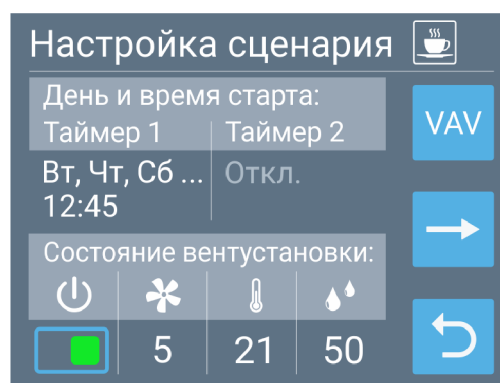 Настройка сценария
День и время старта:
Таймер 1 Таймер 2
VAV
Вт, Чт, Сб ... Откл.
12:45
Состояние вентустановки:
5 21 50